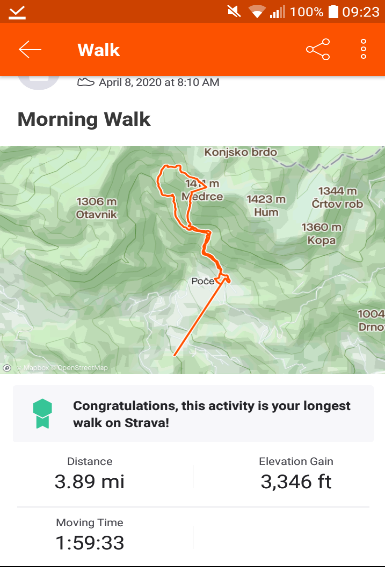 100% 09:23
Walk
April 8, 2020 at 8:10 AM
Morning Walk
Konjsko brdo
1411 m
Medrce
1306 m
Otavnik
1423 m
Hum
1344 m
Črtov rob
1360 m
Kopa
Poče
1004
Drno
© Mapbox © OpenStreetMap
Congratulations, this activity is your longest
walk on Strava!
Distance
3.89 mi
Elevation Gain
3,346 ft
Moving Time
1:59:33